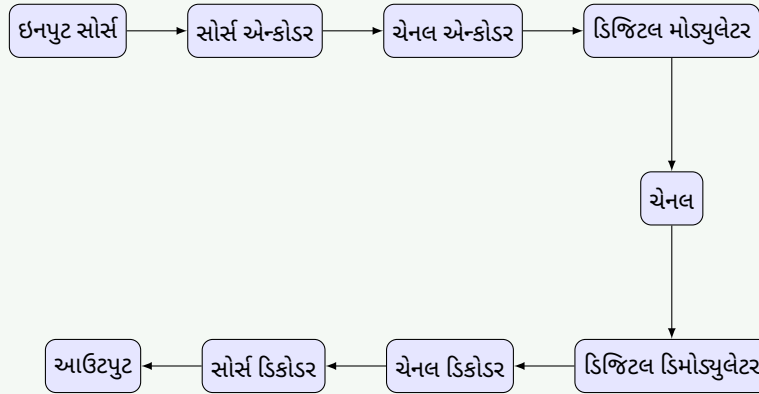 ઇનપુટ સોર્સ
સોર્સ એન્કોડર
ચેનલ એન્કોડર
ડિજિટલ મોડ્યુલેટર
ચેનલ
ડિજિટલ ડિમોડ્યુલેટર
ચેનલ ડિકોડર
સોર્સ ડિકોડર
આઉટપુટ